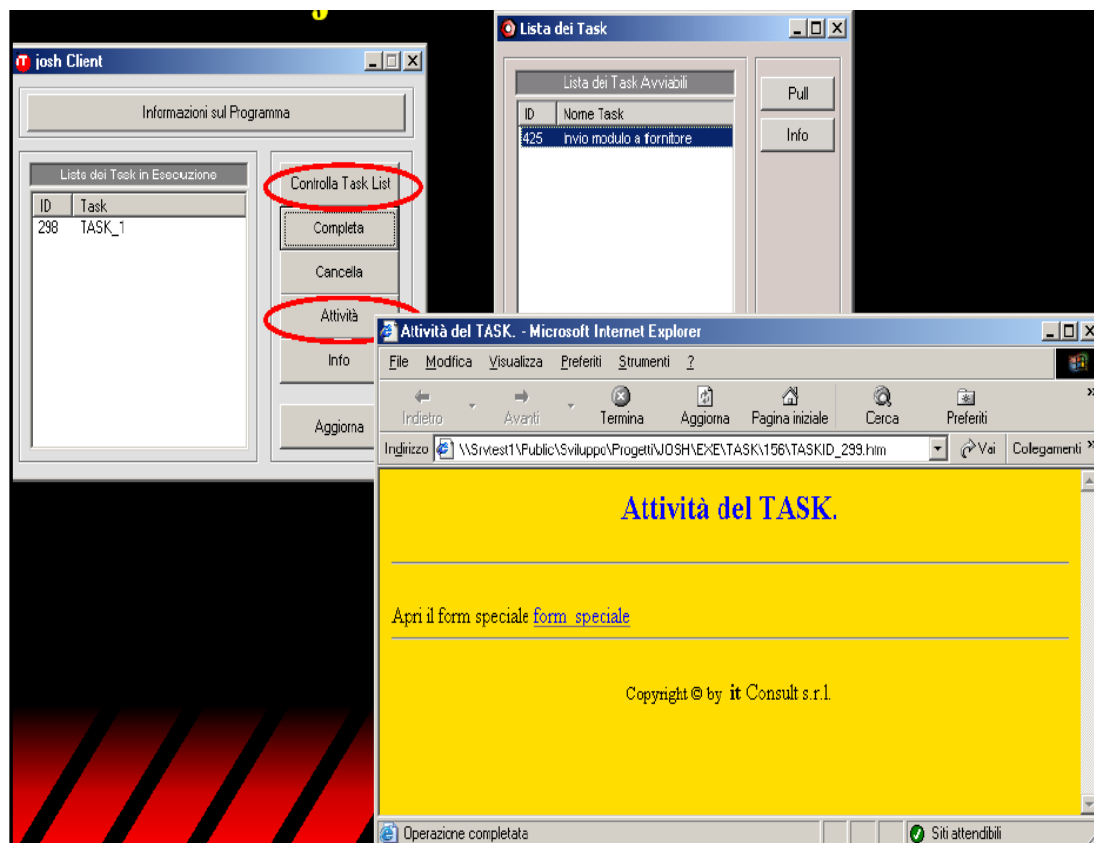 josh Client
Informazioni sul Programma
Lista dei Task in Esecuzione
ID Task
298 TASK_1
Controlla Task List
Completa
Cancella
Attività
Info
Aggiorna
Lista dei Task
Lista dei Task Avviabili
ID Nome Task
425 Invio modulo a fornitore
Pull
Info
Attività del TASK. - Microsoft Internet Explorer
File Modifica Visualizza Preferiti Strumenti ?
Indietro Avanti Termina Aggiorna Pagina iniziale Cerca Preferiti »
Indirizzo \\Srvtest1\Public\Sviluppo\Progetti\JOSH\EXE\TASK\156\TASKID_299.htm Vai Colegamenti »
Attività del TASK.
Apri il form speciale form_speciale
Copyright © by it Consult s.r.l.
Operazione completata
Siti attendibili